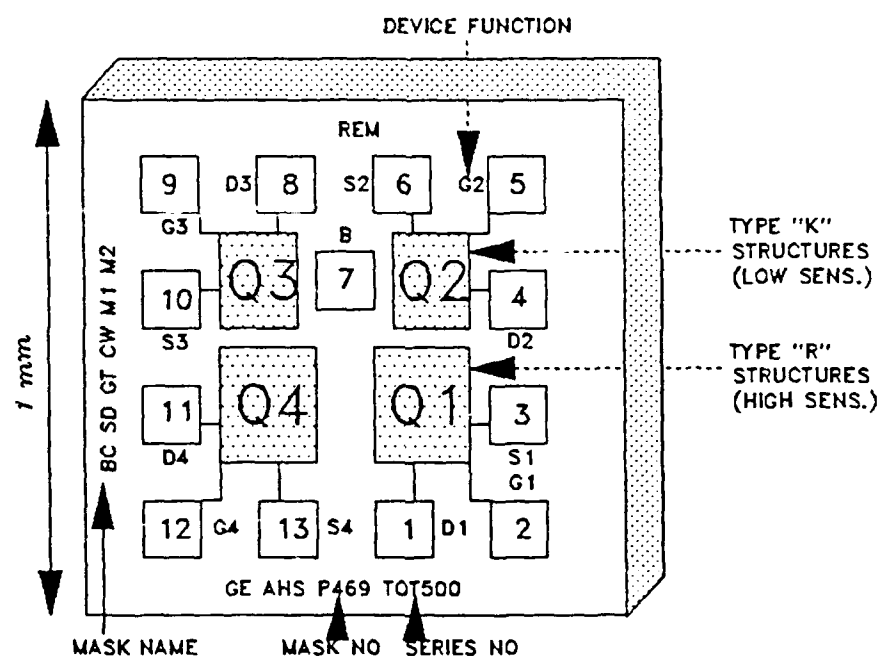 DEVICE FUNCTION
REM
9 D3 8 S2 6 G2 5
G3
B
Q3 7 Q2
TYPE "K"
STRUCTURES
(LOW SENS.)
10 4
S3 D2
TYPE "R"
STRUCTURES
(HIGH SENS.)
Q4 Q1
11 3
D4 S1
G1
12 G4 13 S4 1 D1 2
GE AHS P469 TOT500
1 mm
BC SD GT CW M1 M2
MASK NAME MASK NO SERIES NO